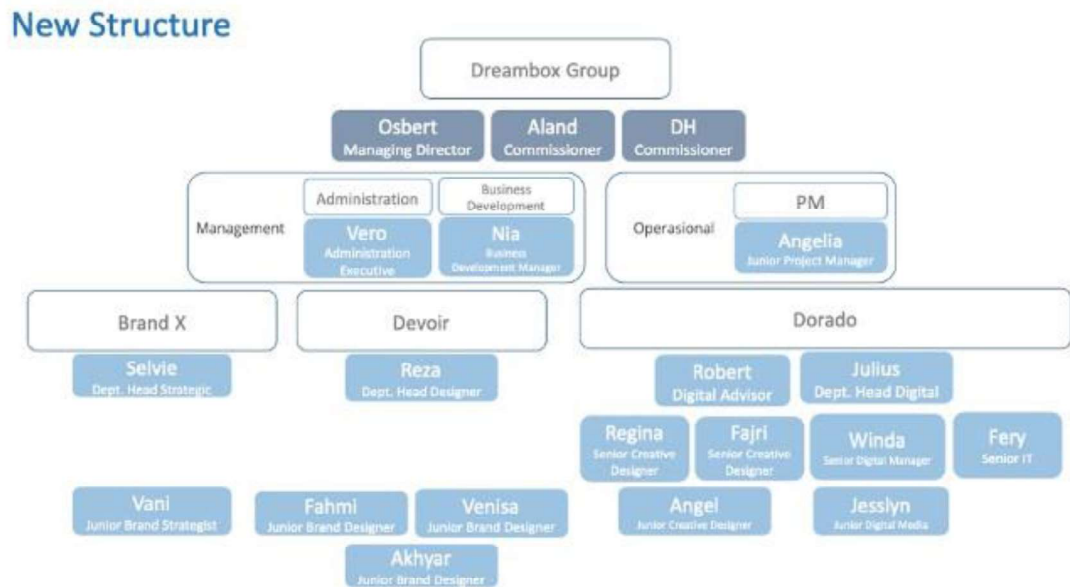 New Structure
Dreambox Group
Osbert
Managing Director
Aland
Commissioner
DH
Commissioner
Management
Administration
Vero
Administration
Executive
Business
Development
Nia
Business
Development Manager
Operasional
PM
Angelia
Junior Project Manager
Brand X
Selvie
Dept. Head Strategic
Vani
Junior Brand Strategist
Devoir
Reza
Dept. Head Designer
Fahmi
Junior Brand Designer
Venisa
Junior Brand Designer
Akhyar
Junior Brand Designer
Dorado
Robert
Digital Advisor
Julius
Dept. Head Digital
Regina
Senior Creative
Designer
Fajri
Senior Creative
Designer
Winda
Senior Digital Manager
Fery
Senior IT
Angel
Junior Creative Designer
Jesslyn
Junior Digital Media